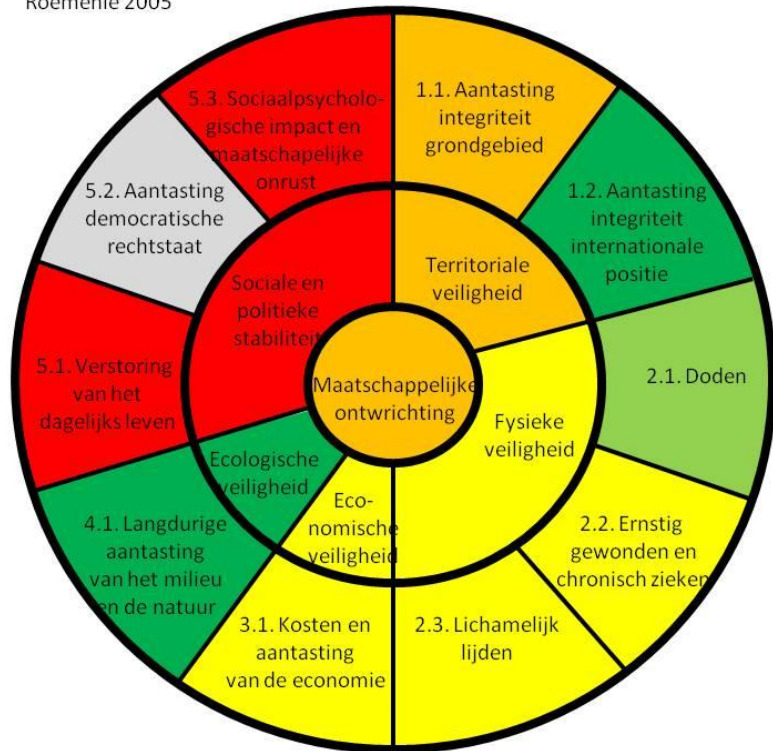 Roemenië 2005
5.3. Sociaalpsycholo-
gische impact en
maatschapelijke
onrust
1.1. Aantasting
integriteit
grondgebied
5.2. Aantasting
democratische
rechtstaat
1.2. Aantasting
integriteit
internationale
positie
Sociale en
politieke
stabiliteit
Territoriale
veiligheid
5.1. Verstoring
van het
dagelijks leven
Maatschappelijke
ontwrichting
2.1. Doden
Fysieke
veiligheid
Ecologische
veiligheid
Eco-
nomische
veiligheid
4.1. Langdurige
aantasting
van het milieu
en de natuur
2.2. Ernstig
gewonden en
chronisch zieken
3.1. Kosten en
aantasting
van de economie
2.3. Lichamelijk
lijden